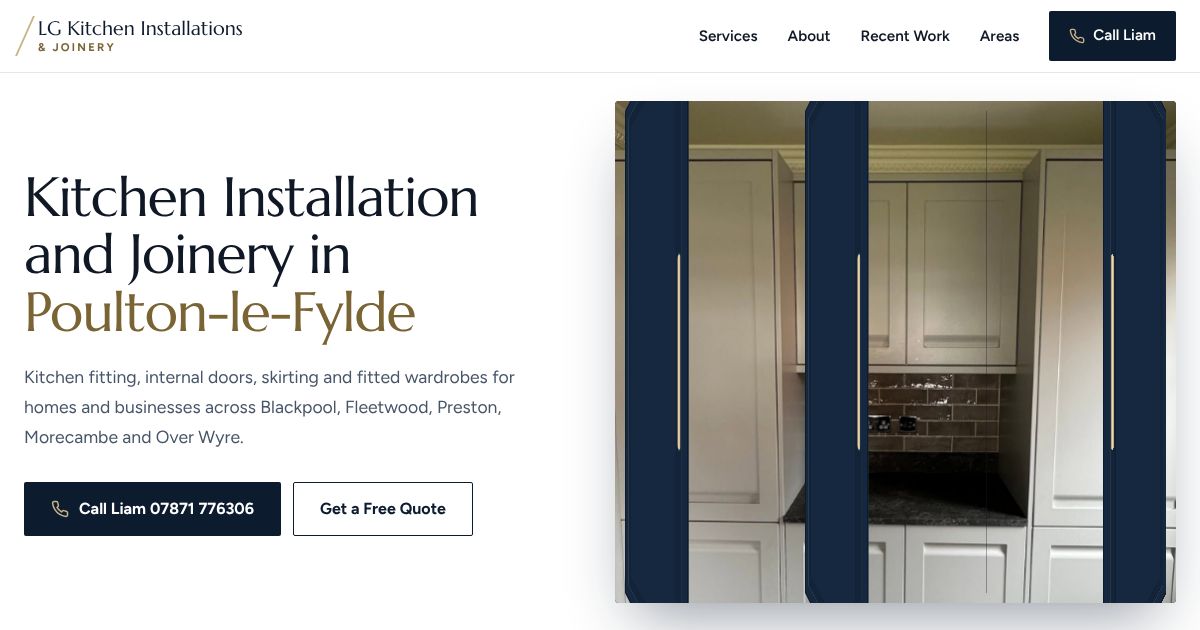 LG Kitchen Installations
& JOINERY
Services
About
Recent Work
Areas
Call Liam
Kitchen Installation
and Joinery in
Poulton-le-Fylde
Kitchen fitting, internal doors, skirting and fitted wardrobes for
homes and businesses across Blackpool, Fleetwood, Preston,
Morecambe and Over Wyre.
Call Liam 07871 776306
Get a Free Quote